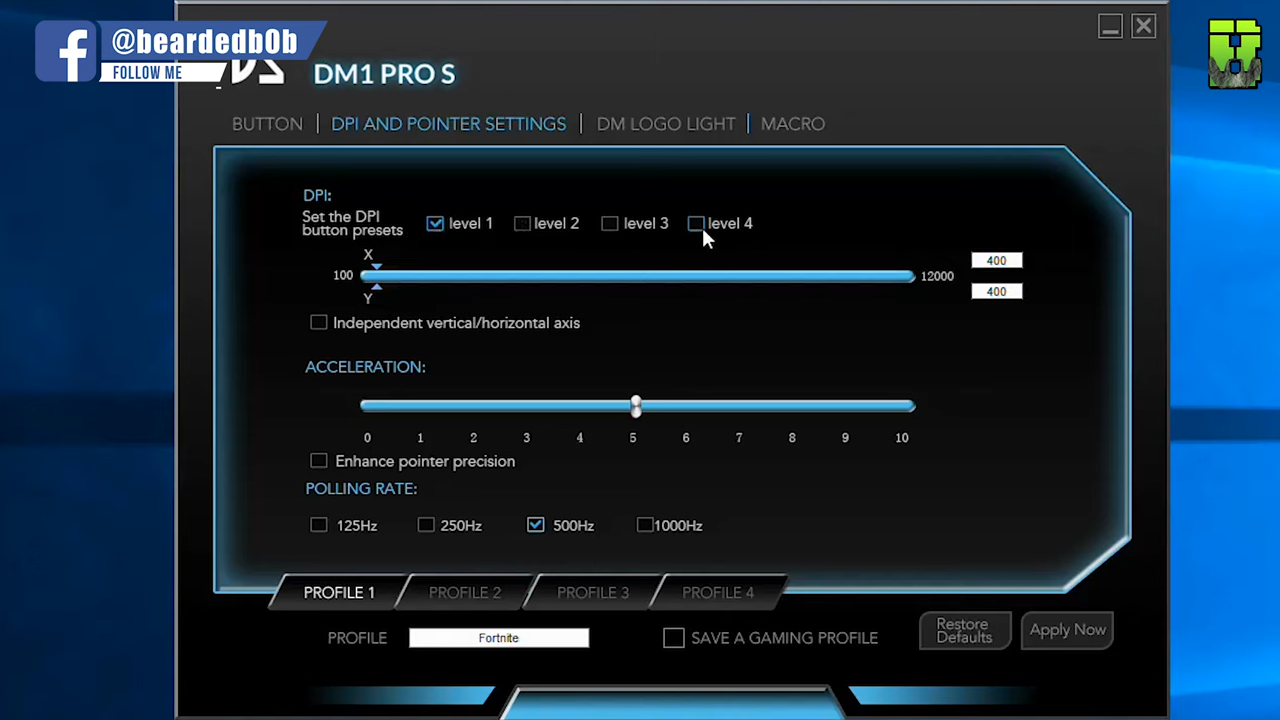 @beardedb0b
FOLLOW ME
DM1 PRO S
BUTTON DPI AND POINTER SETTINGS DM LOGO LIGHT MACRO
DPI:
Set the DPI
button presets
level 1 level 2 level 3 level 4
X
100 12000
Y
400
400
Independent vertical/horizontal axis
ACCELERATION:
0 1 2 3 4 5 6 7 8 9 10
Enhance pointer precision
POLLING RATE:
125Hz 250Hz 500Hz 1000Hz
PROFILE 1 PROFILE 2 PROFILE 3 PROFILE 4
PROFILE Fortnite SAVE A GAMING PROFILE
Restore
Defaults
Apply Now